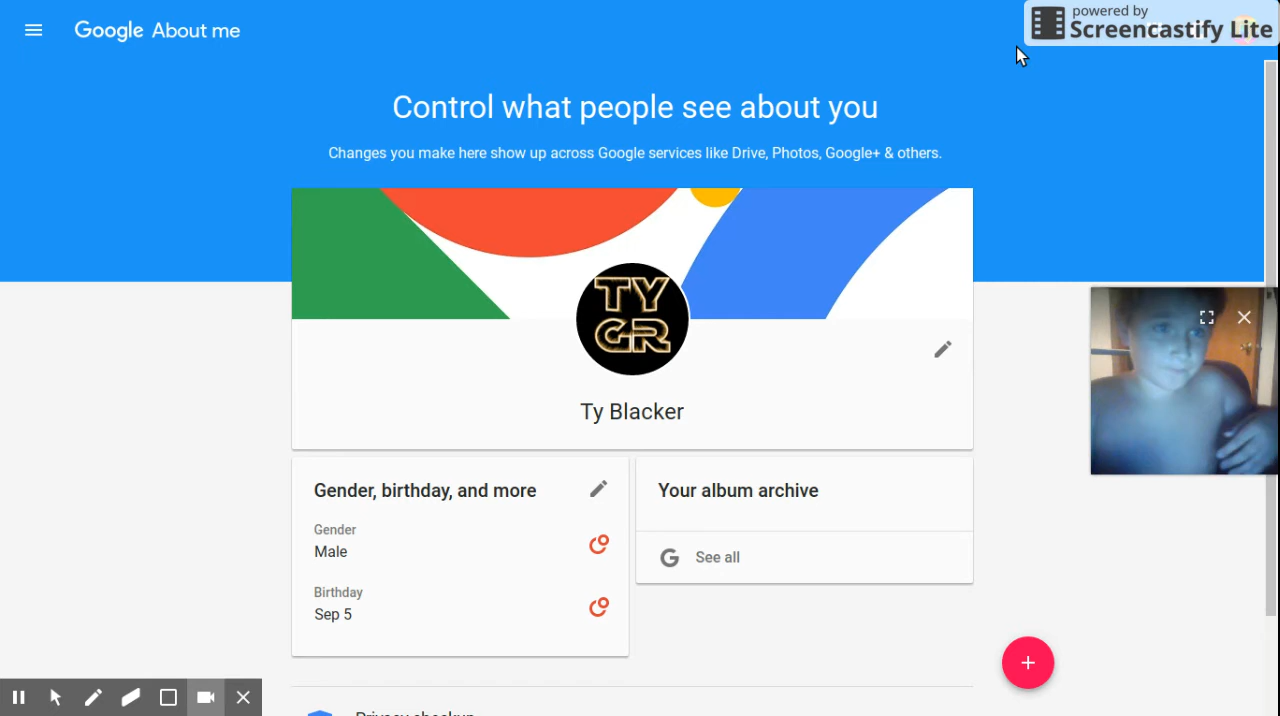 Google About me
powered by
Screencastify Lite
Control what people see about you
Changes you make here show up across Google services like Drive, Photos, Google+ & others.
TY
GR
Ty Blacker
Gender, birthday, and more
Gender
Male
Birthday
Sep 5
Your album archive
G See all
Privacy checkup